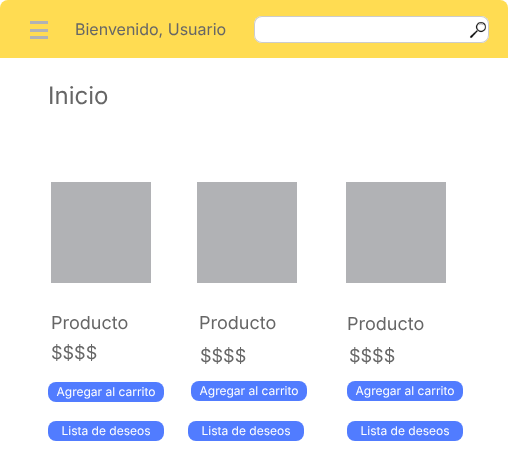 Bienvenido, Usuario
Inicio
Producto
$$$$
Agregar al carrito
Lista de deseos
Producto
$$$$
Agregar al carrito
Lista de deseos
Producto
$$$$
Agregar al carrito
Lista de deseos